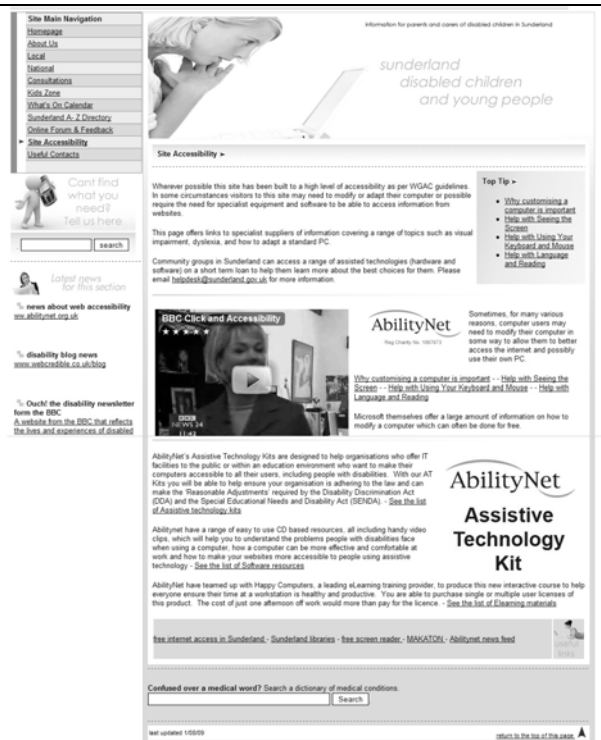 Site Main Navigation
Homepage
About Us
Local
National
Consultations
Kids Zone
What's On Calendar
Sunderland A- Z Directory
Online Forum & Feedback
Site Accessibility
Useful Contacts
Cant find
what you
need?
Tell us here
search
Latest news
for this section
news about web accessibility
ww.abilitynet.org.uk
disability blog news
www.webcredible.co.uk/blog
Ouch! the disability newsletter
form the BBC
A website from the BBC that reflects
the lives and experiences of disabled
Information for parents and carers of disabled children in Sunderland
sunderland
disabled children
and young people
Site Accessibility
Wherever possible this site has been built to a high level of accessibility as per WGAC guidelines.
In some circumstances visitors to this site may need to modify or adapt their computer or possible
require the need for specialist equipment and software to be able to access information from
websites.
This page offers links to specialist suppliers of information covering a range of topics such as visual
impairment, dyslexia, and how to adapt a standard PC.
Community groups in Sunderland can access a range of assisted technologies (hardware and
software) on a short term loan to help them learn more about the best choices for them. Please
email helpdesk@sunderland.gov.uk for more information.
Top Tip
Why customising a
computer is important
Help with Seeing the
Screen
Help with Using Your
Keyboard and Mouse
Help with Language
and Reading
BBC Click and Accessibility
BBC
NEWS 24
11:42
AbilityNet
Reg Charity No. 1067673
Sometimes, for many various
reasons, computer users may
need to modify their computer in
some way to allow them to better
access the internet and possibly
use their own PC.
Why customising a computer is important - - Help with Seeing the
Screen - - Help with Using Your Keyboard and Mouse - - Help with
Language and Reading
Microsoft themselves offer a large amount of information on how to
modify a computer which can often be done for free.
AbilityNet's Assistive Technology Kits are designed to help organisations who offer IT
facilities to the public or within an education environment who want to make their
computers accessible to all their users, including people with disabilities. With our AT
Kits you will be able to help ensure your organisation is adhering to the law and can
make the 'Reasonable Adjustments' required by the Disability Discrimination Act
(DDA) and the Special Educational Needs and Disability Act (SENDA). - See the list
of Assistive technology kits
Abilitynet have a range of easy to use CD based resources, all including handy video
clips, which will help you to understand the problems people with disabilities face
when using a computer, how a computer can be more effective and comfortable at
work and how to make your websites more accessible to people using assistive
technology - See the list of Software resources
AbilityNet
Assistive
Technology
Kit
AbilityNet have teamed up with Happy Computers, a leading eLearning training provider, to produce this new interactive course to help
everyone ensure their time at a workstation is healthy and productive. You are able to purchase single or multiple user licenses of
this product. The cost of just one afternoon off work would more than pay for the licence. - See the list of Elearning materials
free internet access in Sunderland - Sunderland libraries - free screen reader - MAKATON - Abilitynet news feed
useful
links
Confused over a medical word? Search a dictionary of medical conditions.
Search
last updated 1/08/09
return to the top of this page